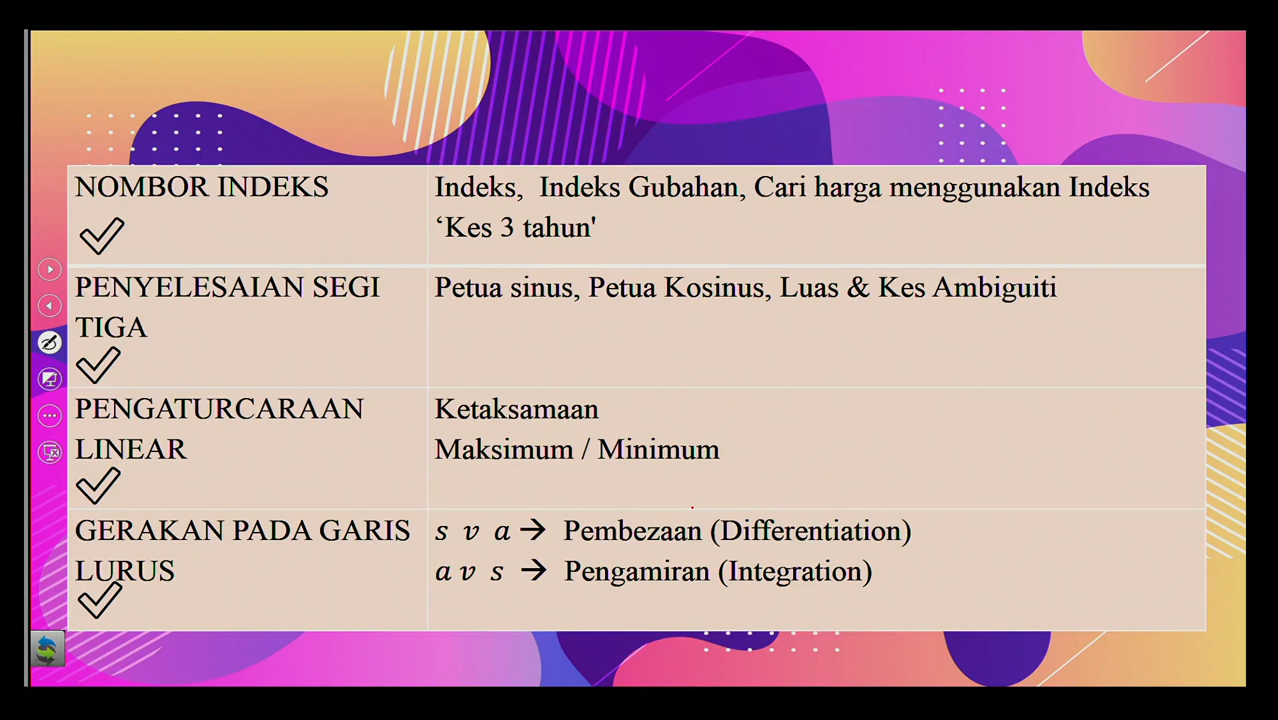 NOMBOR INDEKS
Indeks, Indeks Gubahan, Cari harga menggunakan Indeks
‘Kes 3 tahun'
PENYELESAIAN SEGI
TIGA
Petua sinus, Petua Kosinus, Luas & Kes Ambiguiti
PENGATURCARAAN
LINEAR
Ketaksamaan
Maksimum / Minimum
GERAKAN PADA GARIS
LURUS
s v a → Pembezaan (Differentiation)
a v s → Pengamiran (Integration)